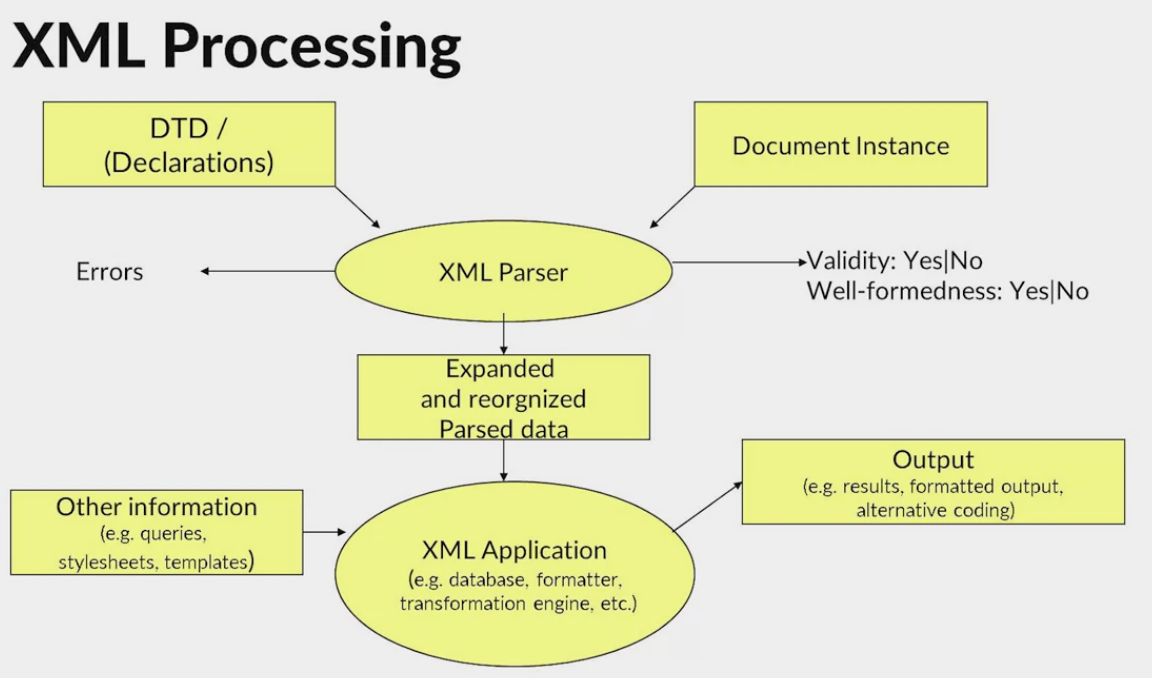 XML Processing
DTD /
(Declarations)
Document Instance
Errors
XML Parser
Validity: Yes|No
Well-formedness: Yes|No
Expanded
and reorgnized
Parsed data
Other information
(e.g. queries,
stylesheets, templates)
XML Application
(e.g. database, formatter,
transformation engine, etc.)
Output
(e.g. results, formatted output,
alternative coding)